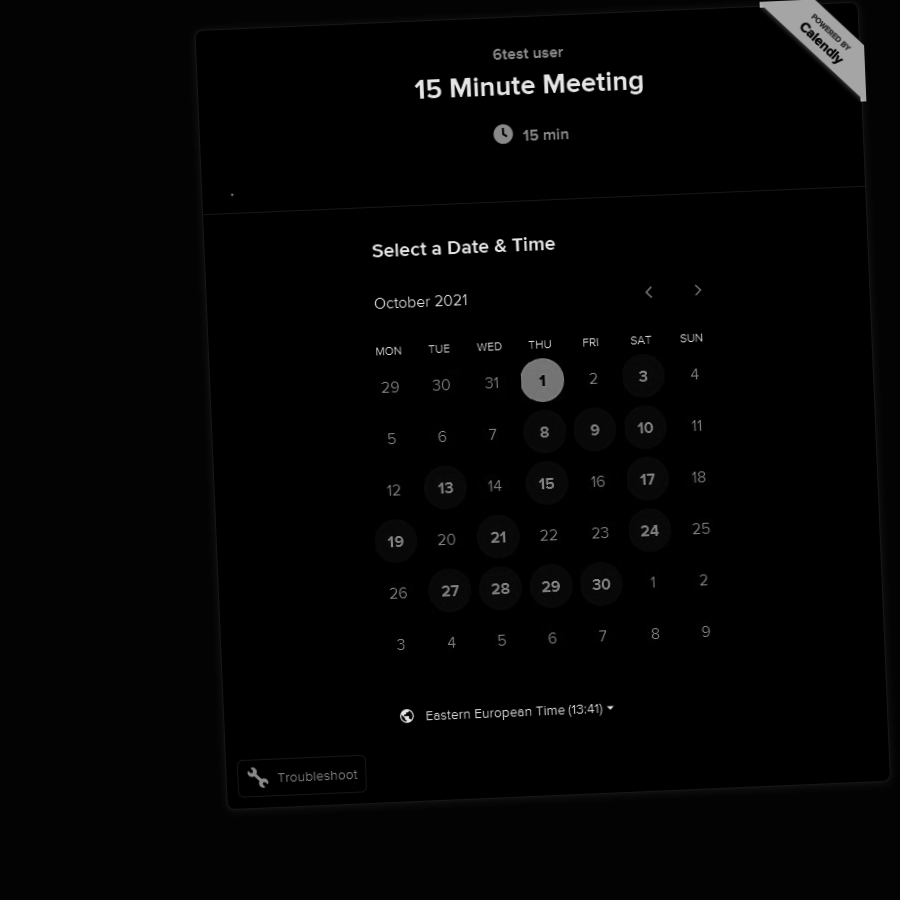 POWERED BY
Calendly
6test user
15 Minute Meeting
15 min
Select a Date & Time
October 2021
MON TUE WED THU FRI SAT SUN
29 30 31 1 2 3 4
5 6 7 8 9 10 11
12 13 14 15 16 17 18
19 20 21 22 23 24 25
26 27 28 29 30 1 2
3 4 5 6 7 8 9
Eastern European Time (13:41)
Troubleshoot